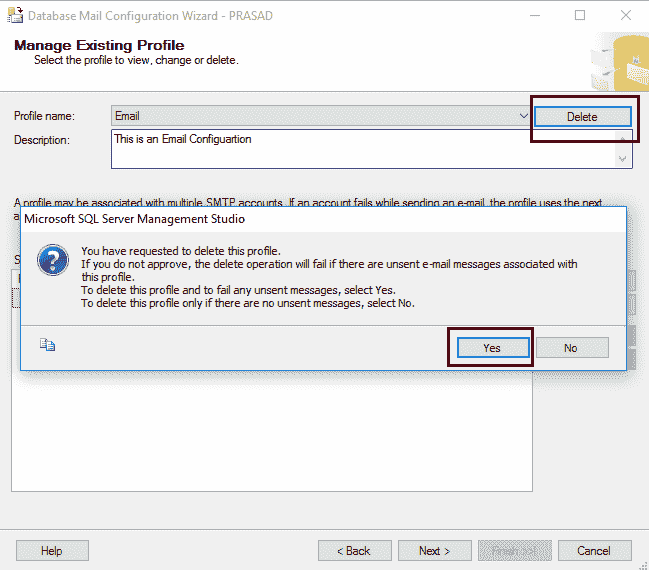 Database Mail Configuration Wizard - PRASAD
Manage Existing Profile
Select the profile to view, change or delete.
Profile name:
Email
Delete
Description:
This is an Email Configuartion
A profile may be associated with multiple SMTP accounts. If an account fails while sending an e-mail, the profile uses the next
Microsoft SQL Server Management Studio
You have requested to delete this profile.
If you do not approve, the delete operation will fail if there are unsent e-mail messages associated with
this profile.
To delete this profile and to fail any unsent messages, select Yes.
To delete this profile only if there are no unsent messages, select No.
Yes
No
Help
< Back
Next >
Finish >>|
Cancel